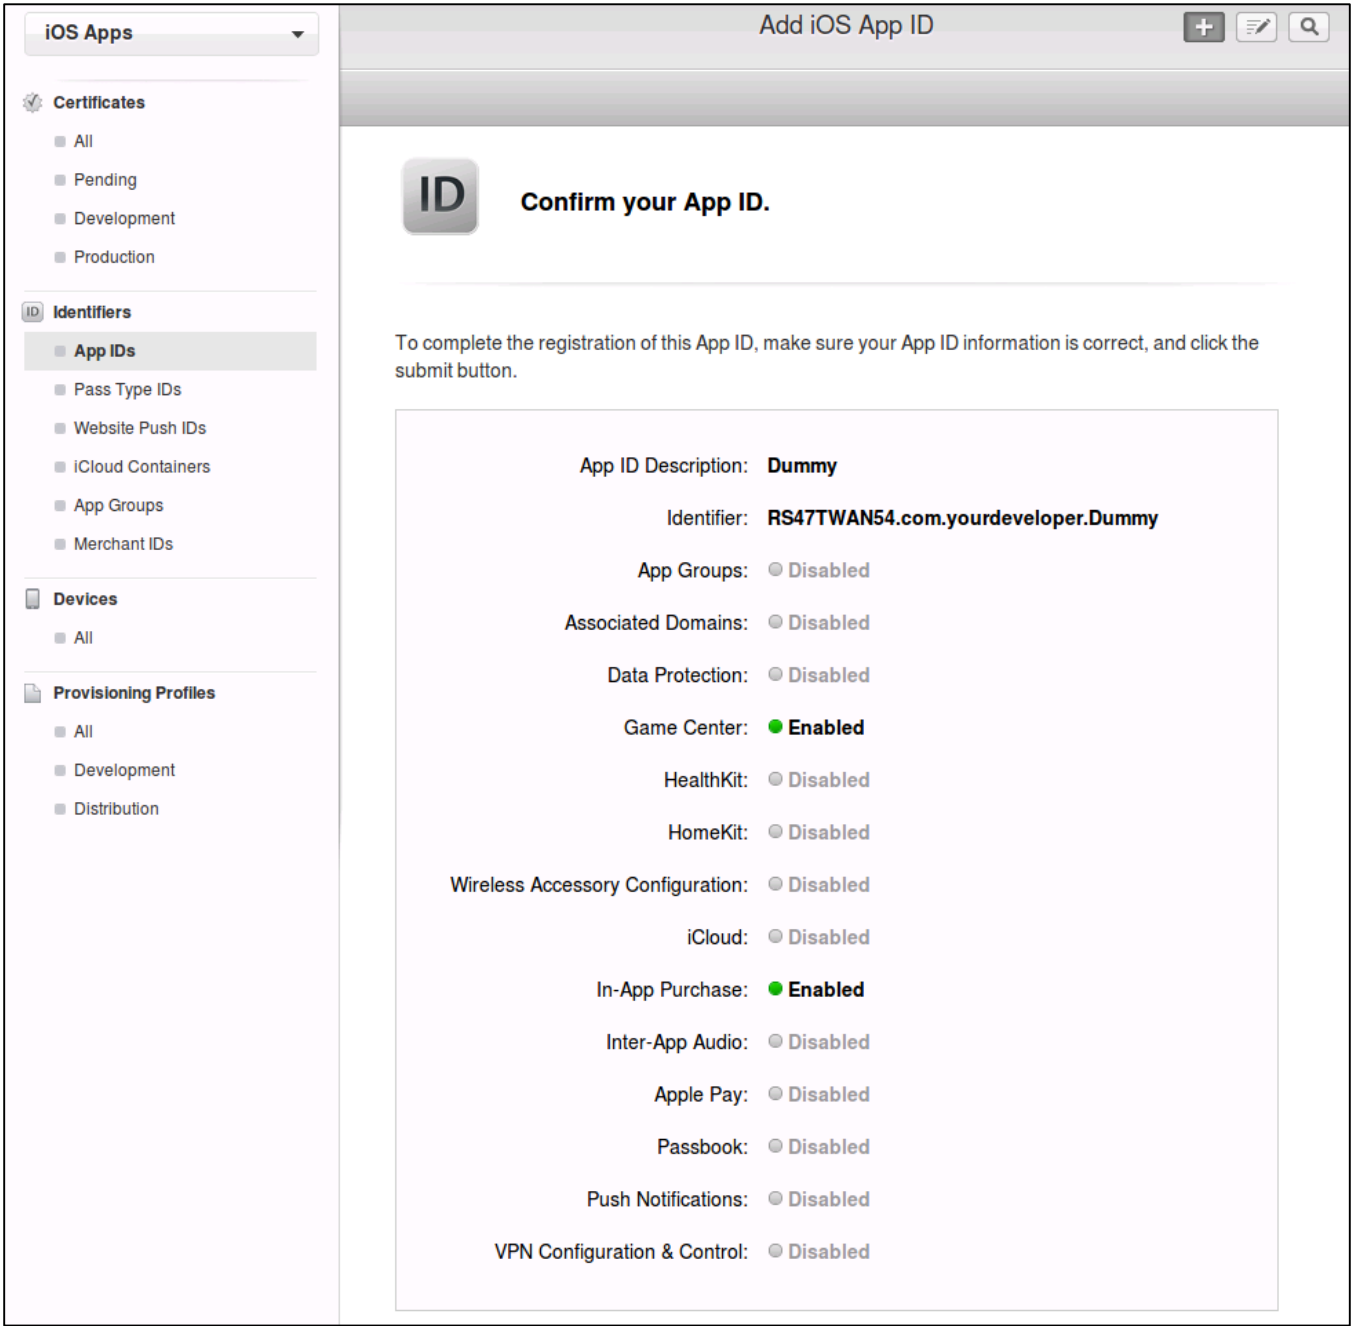 iOS Apps
Certificates
All
Pending
Development
Production
ID Identifiers
App IDs
Pass Type IDs
Website Push IDs
iCloud Containers
App Groups
Merchant IDs
Devices
All
Provisioning Profiles
All
Development
Distribution
Add iOS App ID
ID Confirm your App ID.
To complete the registration of this App ID, make sure your App ID information is correct, and click the
submit button.
App ID Description: Dummy
Identifier: RS47TWAN54.com.yourdeveloper.Dummy
App Groups: Disabled
Associated Domains: Disabled
Data Protection: Disabled
Game Center: Enabled
HealthKit: Disabled
HomeKit: Disabled
Wireless Accessory Configuration: Disabled
iCloud: Disabled
In-App Purchase: Enabled
Inter-App Audio: Disabled
Apple Pay: Disabled
Passbook: Disabled
Push Notifications: Disabled
VPN Configuration & Control: Disabled